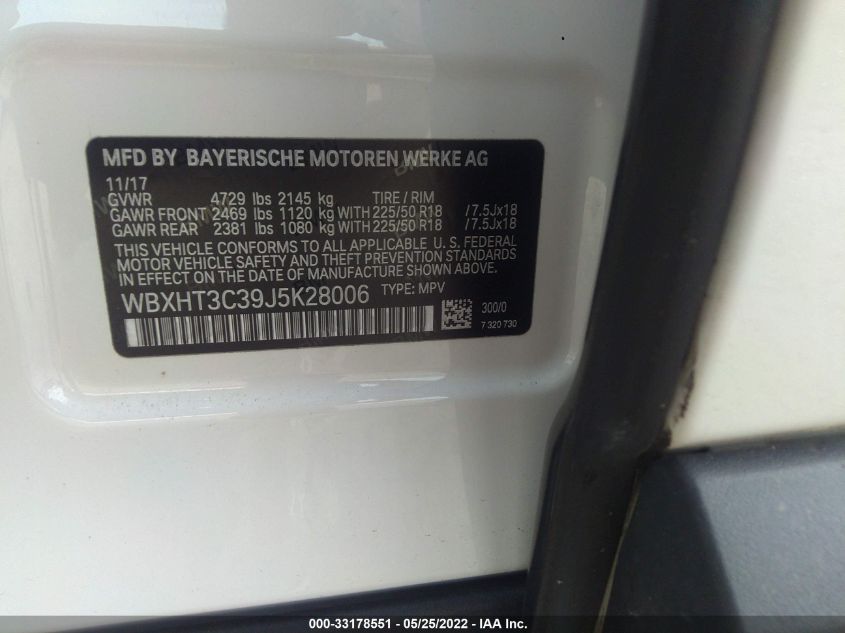 MFD BY BAYERISCHE MOTOREN WERKE AG
11/17
GVWR 4729 lbs 2145 kg TIRE / RIM
GAWR FRONT 2469 lbs 1120 kg WITH 225/50 R18 / 7.5Jx18
GAWR REAR 2381 lbs 1080 kg WITH 225/50 R18 / 7.5Jx18
THIS VEHICLE CONFORMS TO ALL APPLICABLE U. S. FEDERAL
MOTOR VEHICLE SAFETY AND THEFT PREVENTION STANDARDS
IN EFFECT ON THE DATE OF MANUFACTURE SHOWN ABOVE.
WBXHT3C39J5K28006 TYPE: MPV
300/0
7 320 730
000-33178551 - 05/25/2022 - IAA Inc.